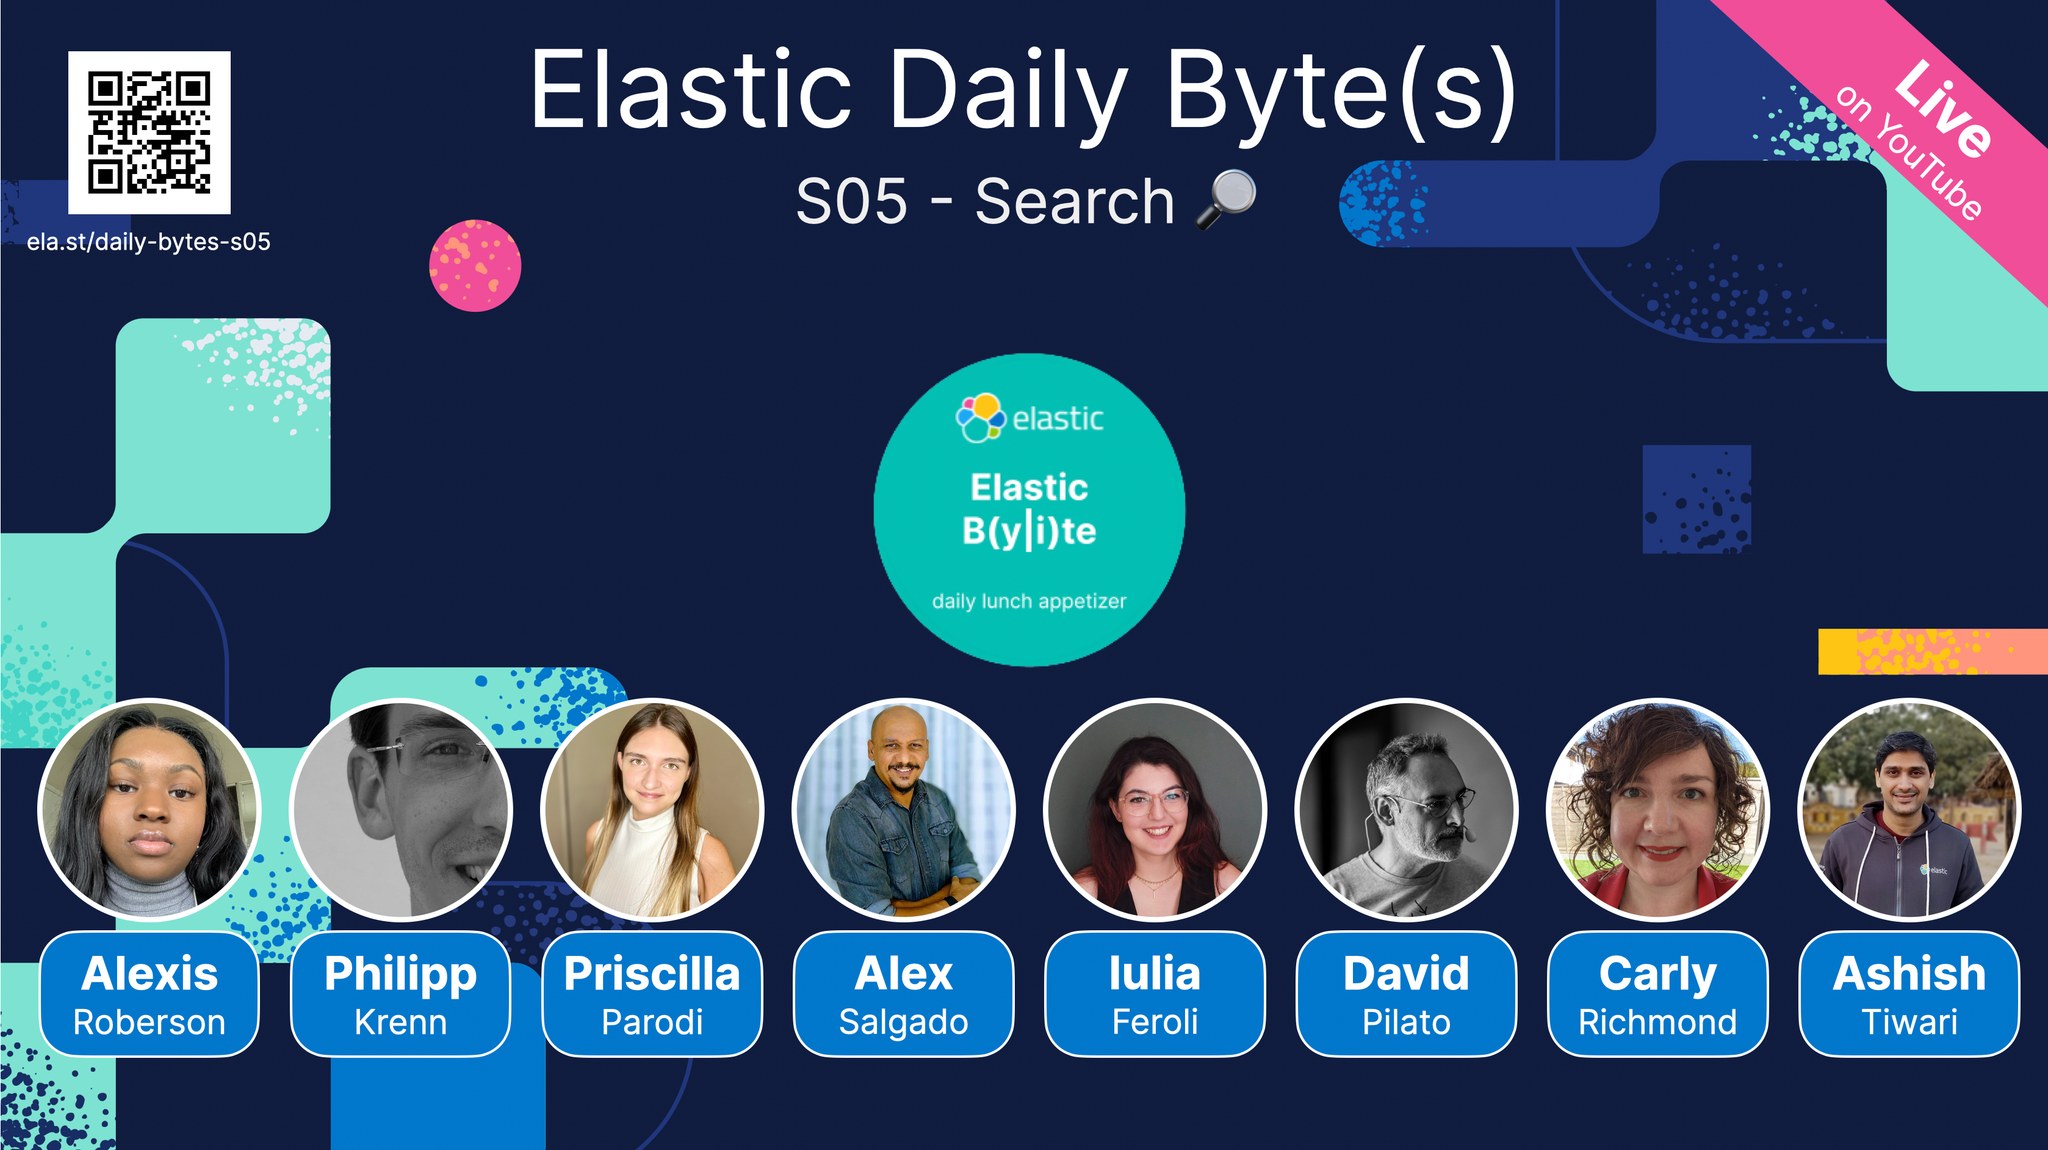 Elastic Daily Byte(s)
S05 - Search
Live
on YouTube
ela.st/daily-bytes-s05
elastic
Elastic
B(y|i)te
daily lunch appetizer
elastic
Alexis
Roberson
Philipp
Krenn
Priscilla
Parodi
Alex
Salgado
Iulia
Feroli
David
Pilato
Carly
Richmond
Ashish
Tiwari